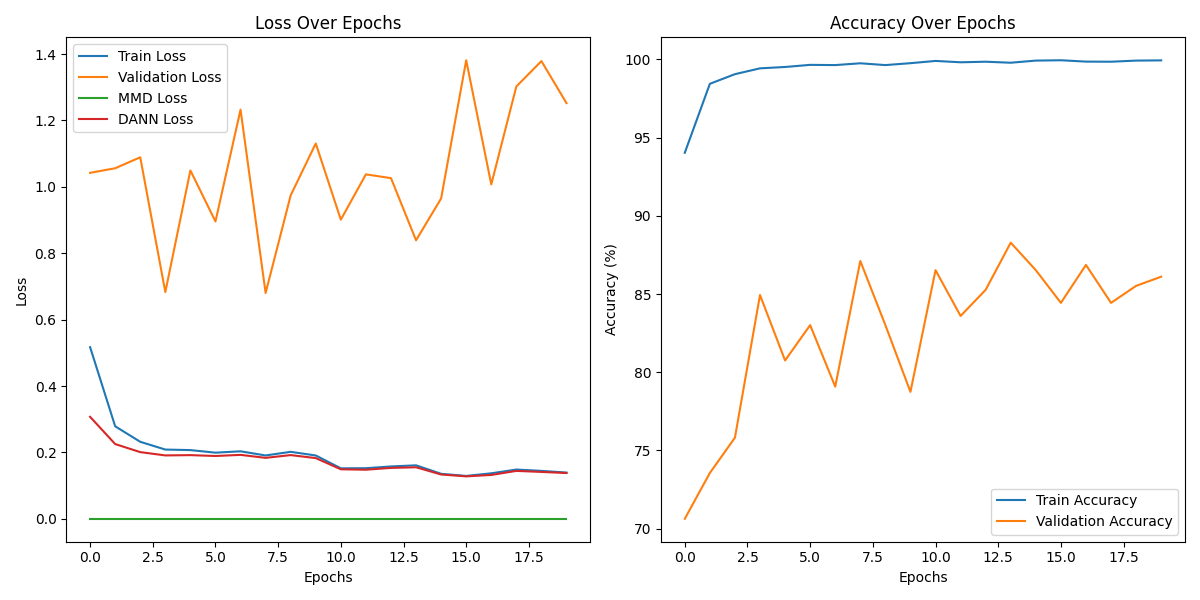 Loss Over Epochs
Train Loss
Validation Loss
MMD Loss
DANN Loss
1.4
1.2
1.0
0.8
0.6
0.4
0.2
0.0
Loss
0.0 2.5 5.0 7.5 10.0 12.5 15.0 17.5
Epochs
Accuracy Over Epochs
100
95
90
85
80
75
70
Accuracy (%)
Train Accuracy
Validation Accuracy
0.0 2.5 5.0 7.5 10.0 12.5 15.0 17.5
Epochs